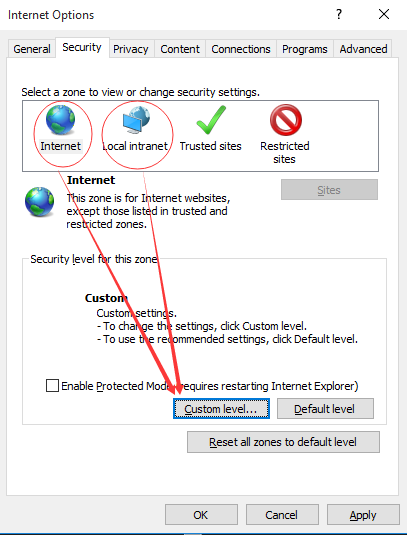 Internet Options
?
General Security Privacy Content Connections Programs Advanced
Select a zone to view or change security settings.
Internet Local intranet Trusted sites Restricted
sites
Internet
Sites
This zone is for Internet websites,
except those listed in trusted and
restricted zones.
Security level for this zone
Custom
Custom settings.
- To change the settings, click Custom level.
- To use the recommended settings, click Default level.
Enable Protected Mode (requires restarting Internet Explorer)
Custom level... Default level
Reset all zones to default level
OK Cancel Apply